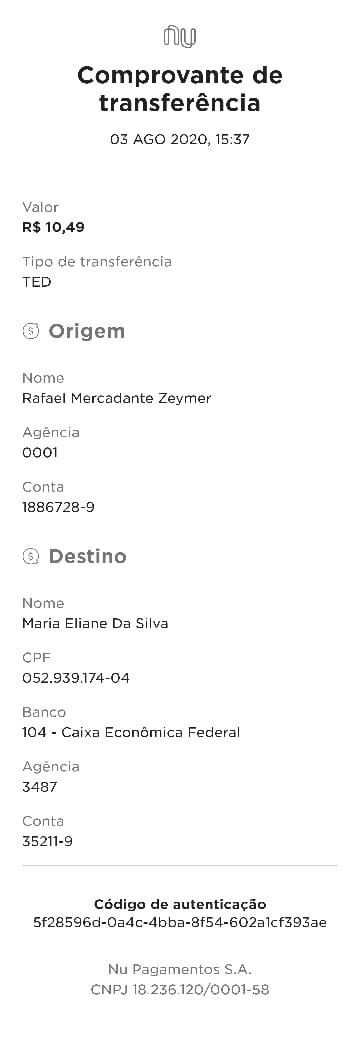 nu
Comprovante de
transferência
03 AGO 2020, 15:37
Valor
R$ 10,49
Tipo de transferência
TED
Origem
Nome
Rafael Mercadante Zeymer
Agência
0001
Conta
1886728-9
Destino
Nome
Maria Eliane Da Silva
CPF
052.939.174-04
Banco
104 - Caixa Econômica Federal
Agência
3487
Conta
35211-9
Código de autenticação
5f28596d-0a4c-4bba-8f54-602a1cf393ae
Nu Pagamentos S.A.
CNPJ 18.236.120/0001-58